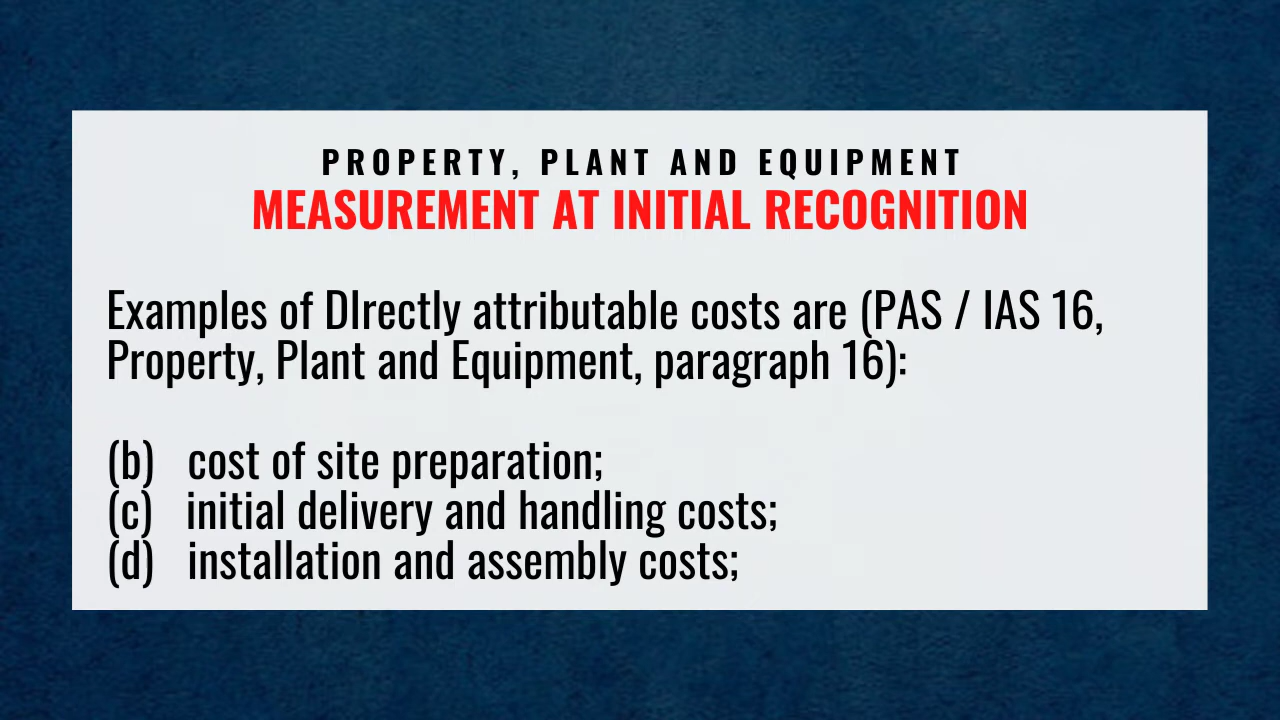 PROPERTY, PLANT AND EQUIPMENT
MEASUREMENT AT INITIAL RECOGNITION
Examples of DIrectly attributable costs are (PAS / IAS 16,
Property, Plant and Equipment, paragraph 16):
(b) cost of site preparation;
(c) initial delivery and handling costs;
(d) installation and assembly costs;